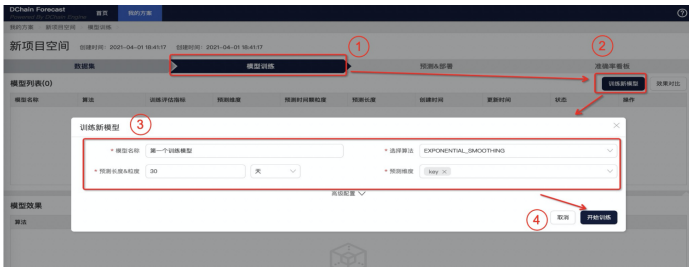 DChain Forecast 首页 我的方案
Powered By DChain Engine
我的方案 新项目空间 模型训练
新项目空间 创建时间: 2021-04-01 16:41:17 创建时间: 2021-04-01 16:41:17
1
2
数据集 模型训练 预测&部署 准确率看板
模型列表(0) 训练新模型 效果对比
模型名称 算法 训练评估指标 预测维度 预测时间颗粒度 预测长度 创建时间 更新时间 状态 操作
训练新模型 3 ×
* 模型名称 第一个训练模型 * 选择算法 EXPONENTIAL_SMOOTHING
* 预测长度&粒度 30 天 * 预测维度 key ×
高级配置
模型效果
4 取消 开始训练
算法